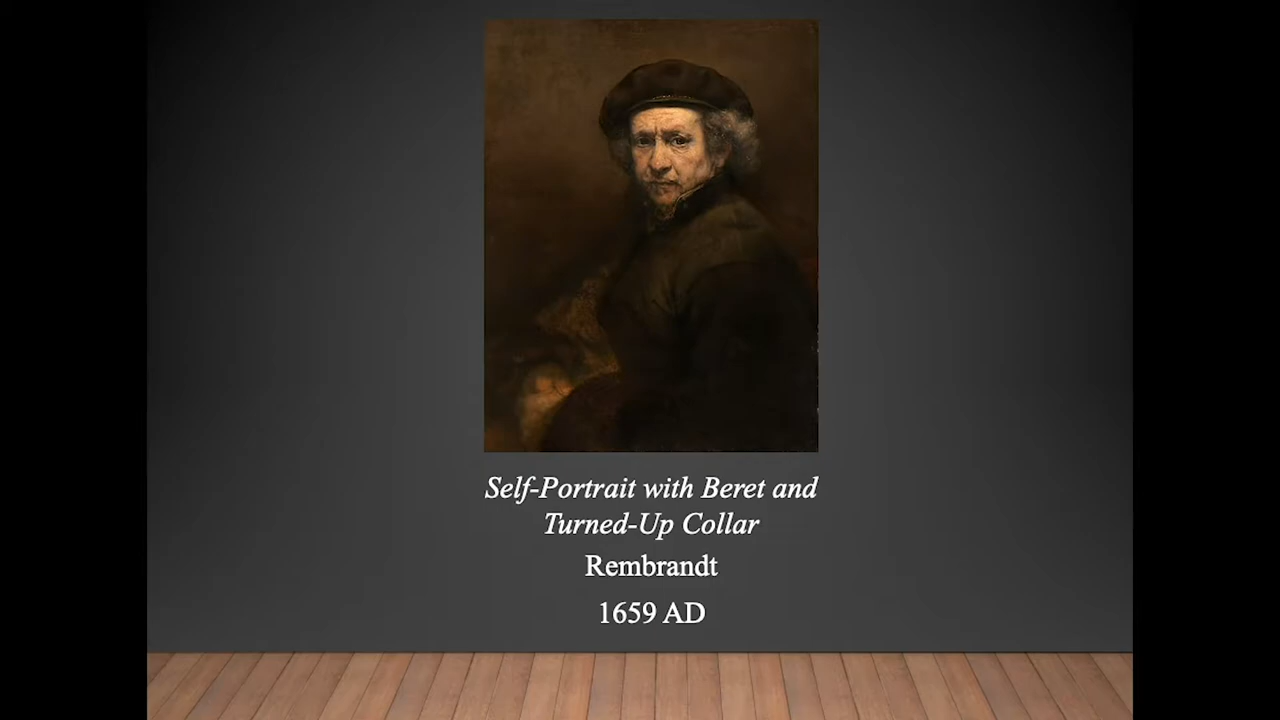 Self-Portrait with Beret and
Turned-Up Collar
Rembrandt
1659 AD